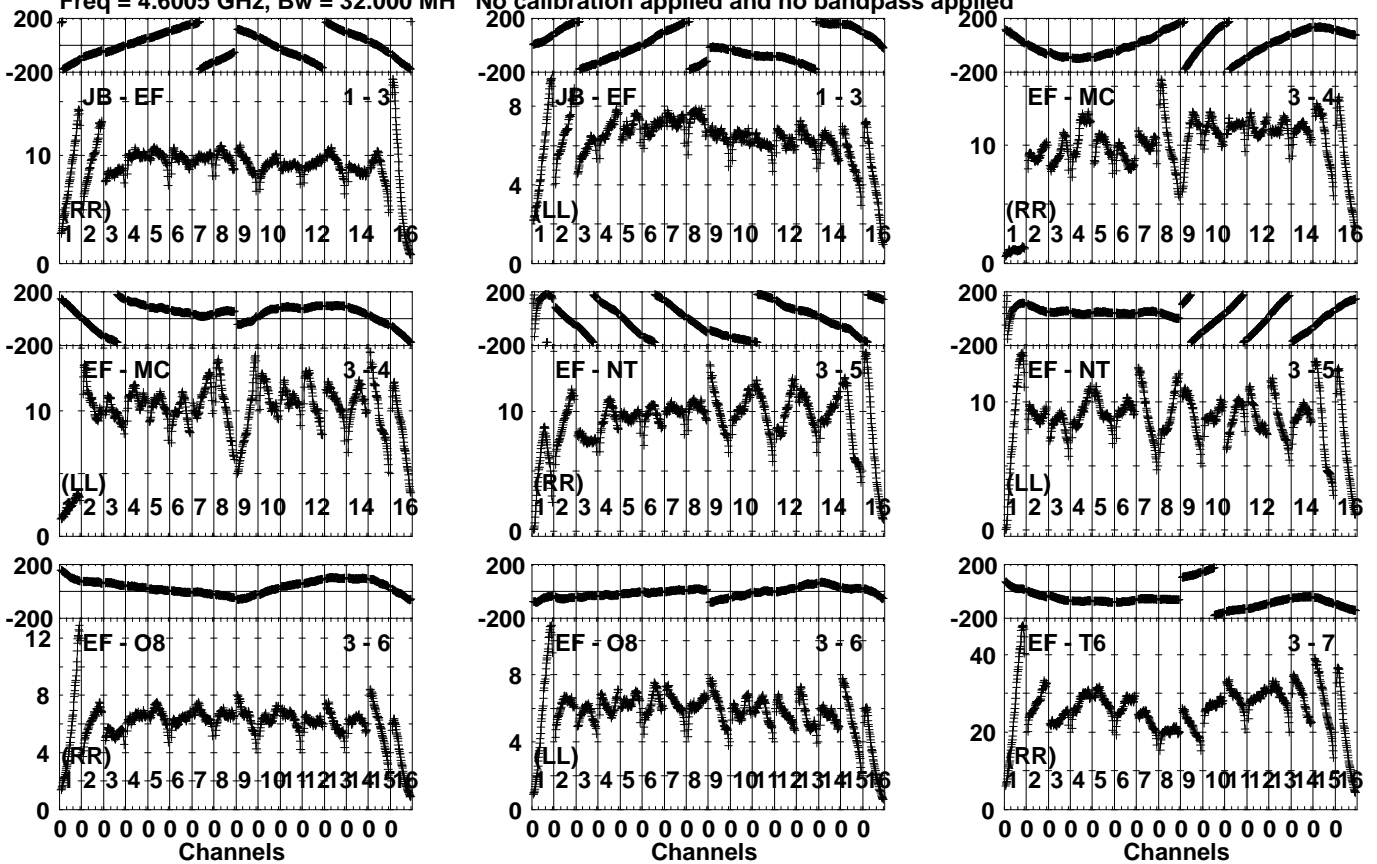 Freq = 4.6005 GHz, Bw = 32.000 MH No calibration applied and no bandpass applied
200 200 200
-200 -200 -200
JB - EF 1 - 3 JB - EF 1 - 3 EF - MC 3 - 4
8
10 10
4
(RR) (LL) (RR)
1 2 3 4 5 6 7 8 9 10 12 14 16 1 2 3 4 5 6 7 8 9 10 12 14 16 1 2 3 4 5 6 7 8 9 10 12 14 16
0 0 0
200 200 200
-200 -200 -200
EF - MC 3 - 4 EF - NT 3 - 5 EF - NT 3 - 5
10 10 10
(LL) (RR) (LL)
2 3 4 5 6 7 8 9 10 12 14 16 1 2 3 4 5 6 7 8 9 10 12 14 16 1 2 3 4 5 6 7 8 9 10 12 14 16
0 0 0
200 200 200
-200 -200 -200
12
EF - O8 3 - 6 EF - O8 3 - 6 EF - T6 3 - 7
40
8 8
20
4 4
(RR) (LL) (RR)
1 2 3 4 5 6 7 8 9 10 11 12 13 14 15 16 1 2 3 4 5 6 7 8 9 10 11 12 13 14 15 16 1 2 3 4 5 6 7 8 9 10 11 12 13 14 15 16
0 0 0
0 0 0 0 0 0 0 0 0 0 0 0 0 0 0 0 0 0 0 0 0 0 0 0 0 0 0 0 0 0 0 0 0 0 0 0 0 0 0 0 0 0 0 0 0 0 0 0
Channels Channels Channels